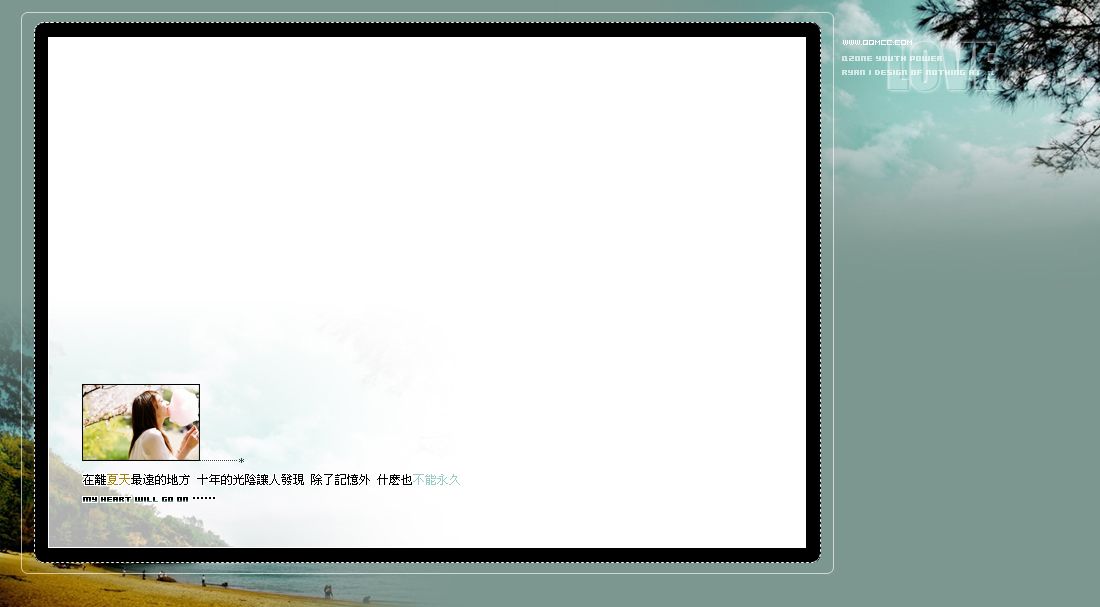 WWW.QQMCC.COM
QZONE YOUTH POWER
RYAN I DESIGN OF NOTHING AT
LOVE
在離夏天最遠的地方 十年的光陰讓人發現 除了記憶外 什麽也不能永久
MY HEART WILL GO ON ······